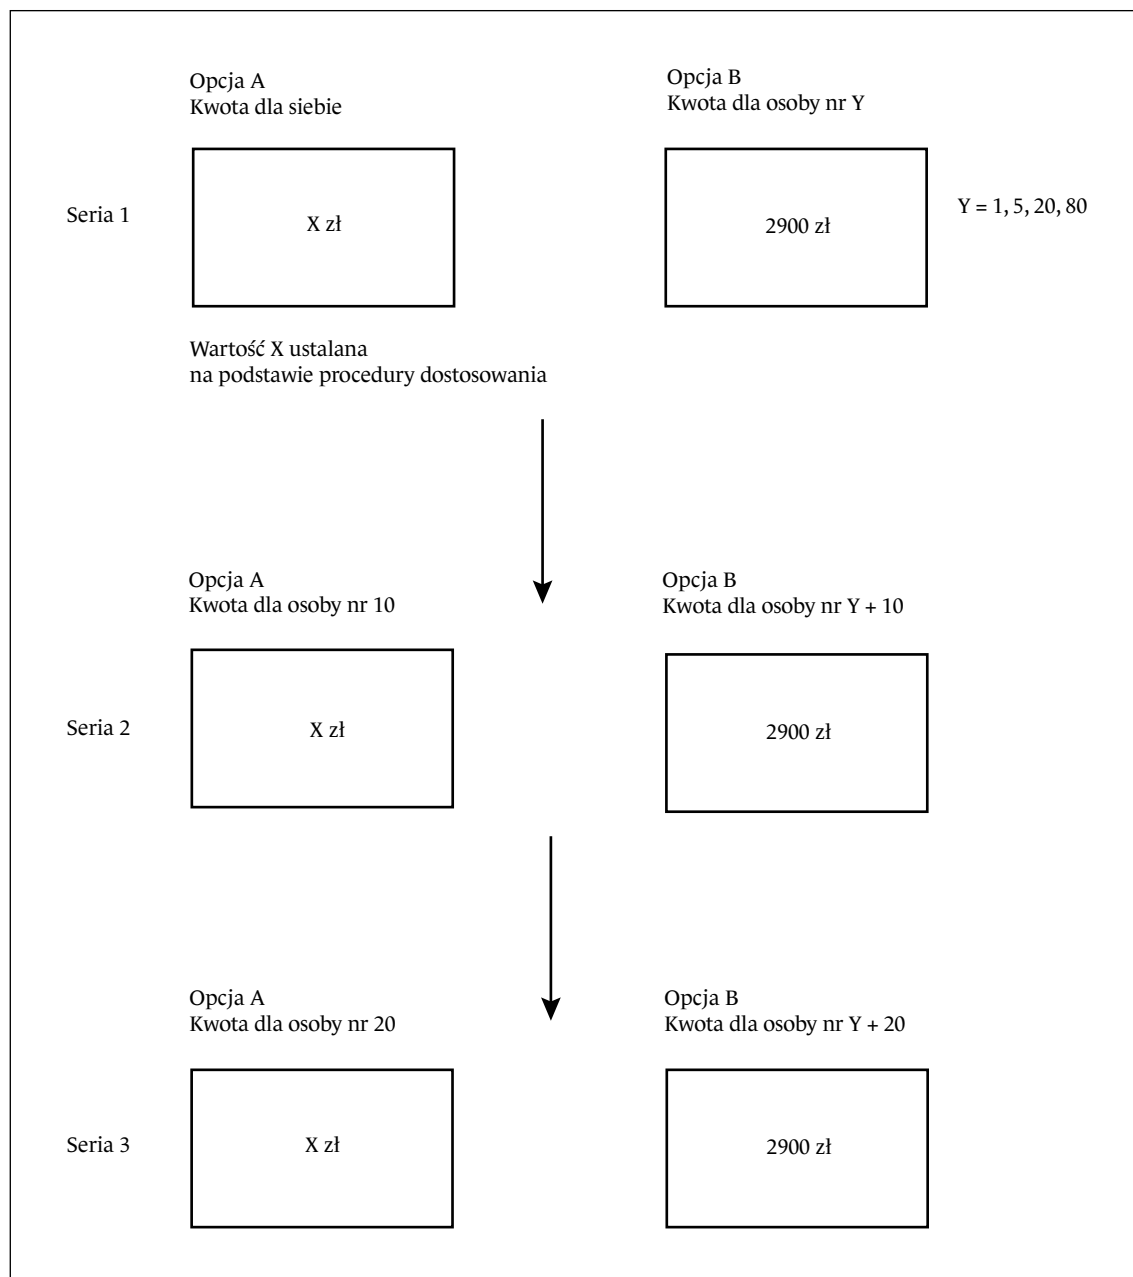 Opcja A
Kwota dla siebie
Opcja B
Kwota dla osoby nr Y
Seria 1
X zł
2900 zł
Y = 1, 5, 20, 80
Wartość X ustalana
na podstawie procedury dostosowania
Opcja A
Kwota dla osoby nr 10
Opcja B
Kwota dla osoby nr Y + 10
Seria 2
X zł
2900 zł
Opcja A
Kwota dla osoby nr 20
Opcja B
Kwota dla osoby nr Y + 20
Seria 3
X zł
2900 zł